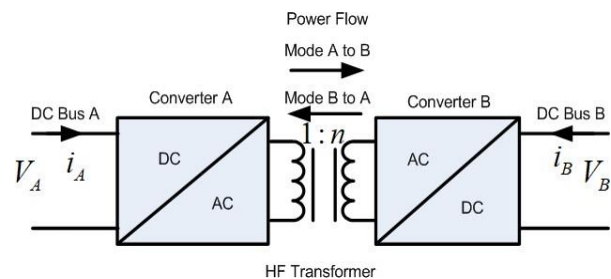 Power Flow
Mode A to B
Mode B to A
Converter A
Converter B
DC Bus A
DC Bus B
1 : n
DC
AC
AC
DC
V_A
i_A
i_B
V_B
HF Transformer